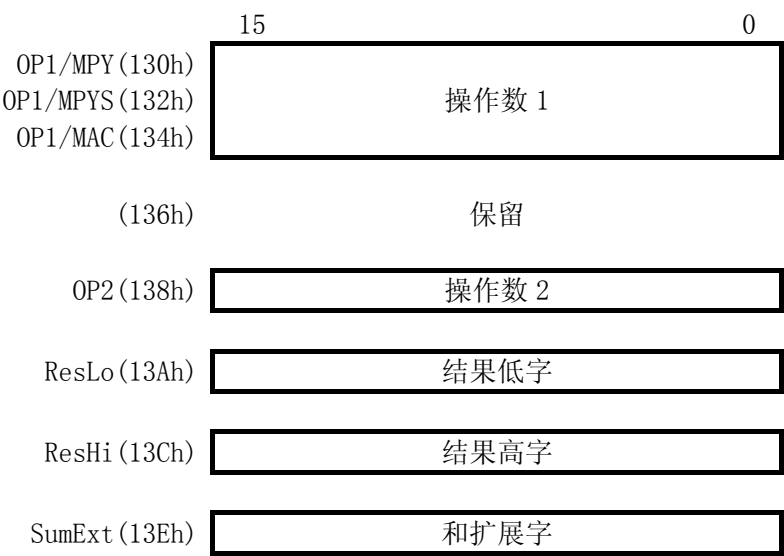 15 0
OP1/MPY(130h)
OP1/MPYS(132h) 操作数 1
OP1/MAC(134h)
(136h) 保留
OP2(138h) 操作数 2
ResLo(13Ah) 结果低字
ResHi(13Ch) 结果高字
SumExt(13Eh) 和扩展字